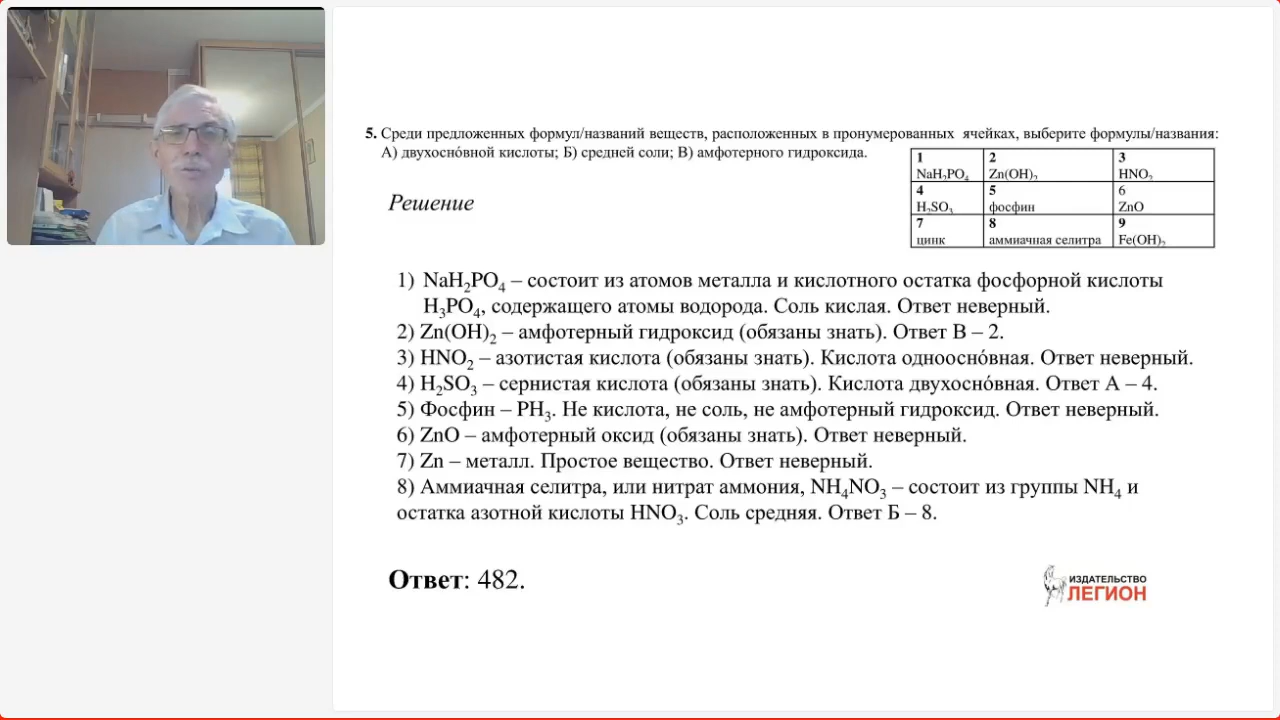 5. Среди предложенных формул/названий веществ, расположенных в пронумерованных ячейках, выберите формулы/названия:
А) двухосно́вной кислоты; Б) средней соли; В) амфотерного гидроксида.
1 2 3
NaH₂PO₄ Zn(OH)₂ HNO₂
4 5 6
H₂SO₃ фосфин ZnO
7 8 9
цинк аммиачная селитра Fe(OH)₂
Решение
1) NaH₂PO₄ – состоит из атомов металла и кислотного остатка фосфорной кислоты
H₃PO₄, содержащего атомы водорода. Соль кислая. Ответ неверный.
2) Zn(OH)₂ – амфотерный гидроксид (обязаны знать). Ответ В – 2.
3) HNO₂ – азотистая кислота (обязаны знать). Кислота одноосно́вная. Ответ неверный.
4) H₂SO₃ – сернистая кислота (обязаны знать). Кислота двухосно́вная. Ответ А – 4.
5) Фосфин – PH₃. Не кислота, не соль, не амфотерный гидроксид. Ответ неверный.
6) ZnO – амфотерный оксид (обязаны знать). Ответ неверный.
7) Zn – металл. Простое вещество. Ответ неверный.
8) Аммиачная селитра, или нитрат аммония, NH₄NO₃ – состоит из группы NH₄ и
остатка азотной кислоты HNO₃. Соль средняя. Ответ Б – 8.
Ответ: 482.
ИЗДАТЕЛЬСТВО
ЛЕГИОН